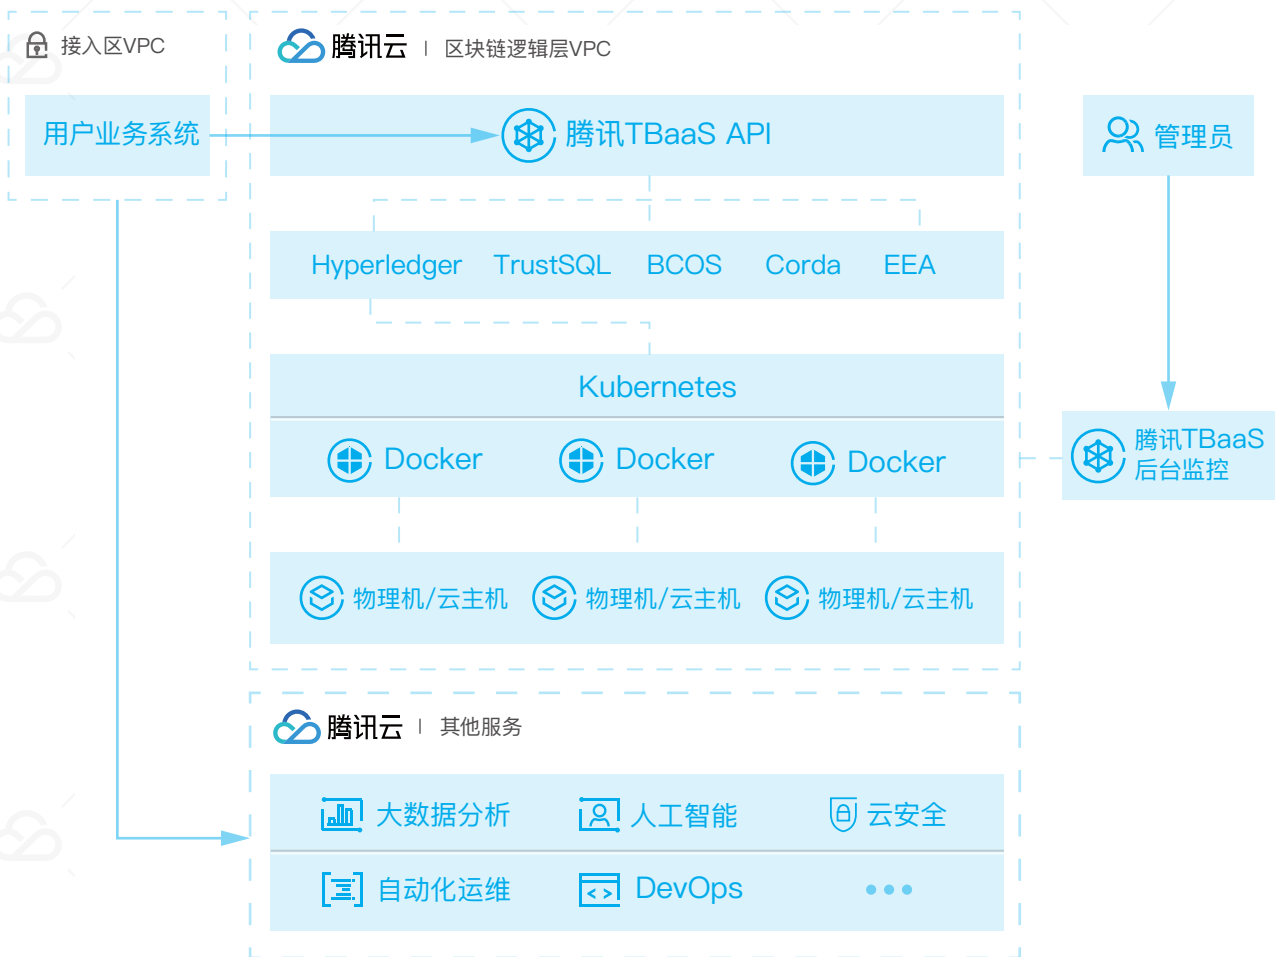 接入区VPC
腾讯云 | 区块链逻辑层VPC
用户业务系统
腾讯TBaaS API
管理员
Hyperledger TrustSQL BCOS Corda EEA
Kubernetes
Docker Docker Docker
腾讯TBaaS
后台监控
物理机/云主机 物理机/云主机 物理机/云主机
腾讯云 | 其他服务
大数据分析 人工智能 云安全
自动化运维 DevOps •••